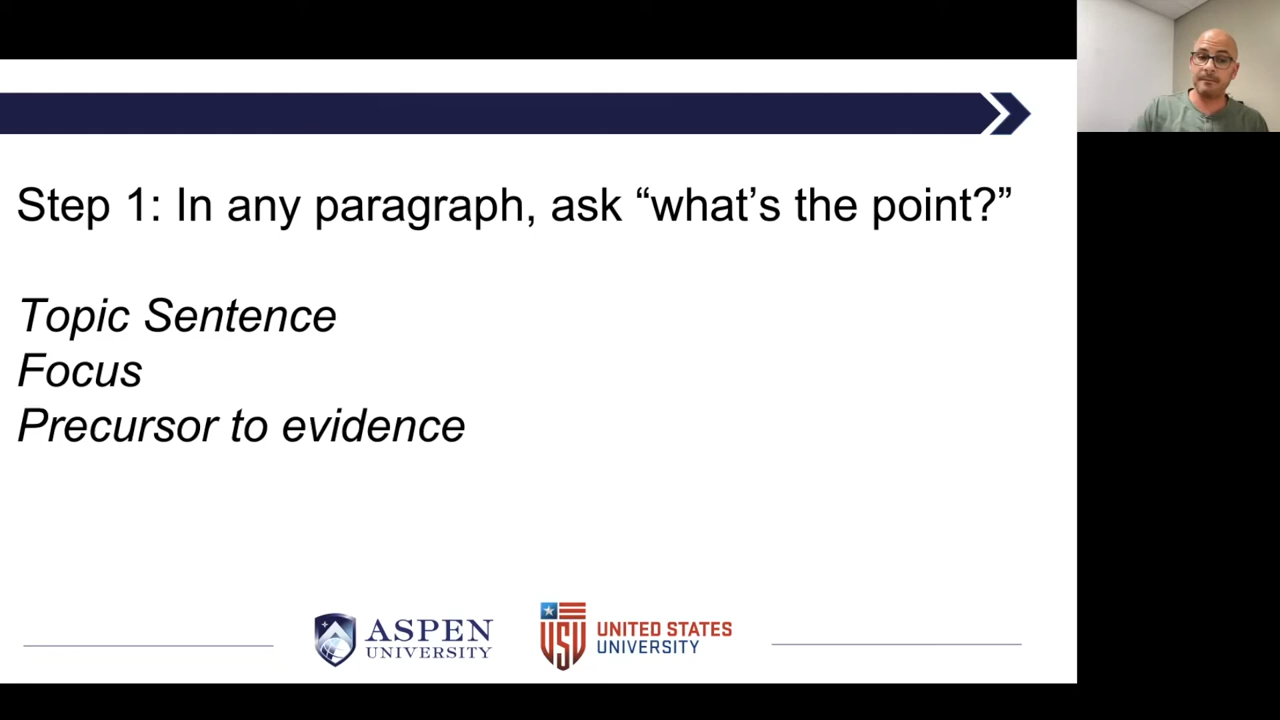 Step 1: In any paragraph, ask “what’s the point?”
Topic Sentence
Focus
Precursor to evidence
ASPEN
UNIVERSITY
USU
UNITED STATES
UNIVERSITY